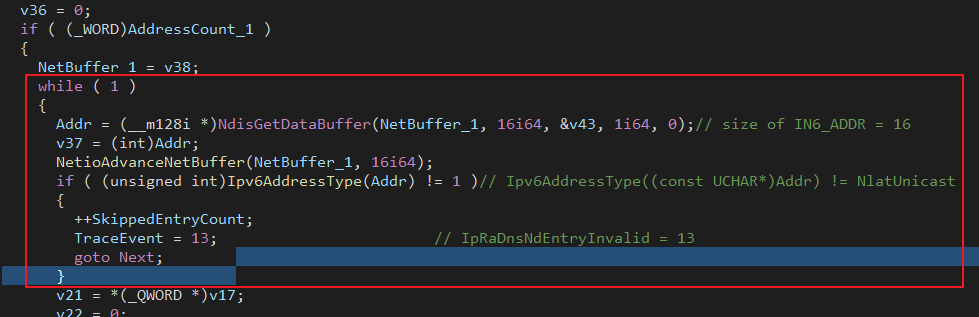 v36 = 0;
if ( (_WORD)AddressCount_1 )
{
NetBuffer_1 = v38;
while ( 1 )
{
Addr = (__m128i *)NdisGetDataBuffer(NetBuffer_1, 16i64, &v43, 1i64, 0);// size of IN6_ADDR = 16
v37 = (int)Addr;
NetioAdvanceNetBuffer(NetBuffer_1, 16i64);
if ( (unsigned int)Ipv6AddressType(Addr) != 1 )// Ipv6AddressType((const UCHAR*)Addr) != NlatUnicast
{
++SkippedEntryCount;
TraceEvent = 13; // IpRaDnsNdEntryInvalid = 13
goto Next;
}
v21 = *(_QWORD *)v17;
v22 = 0;